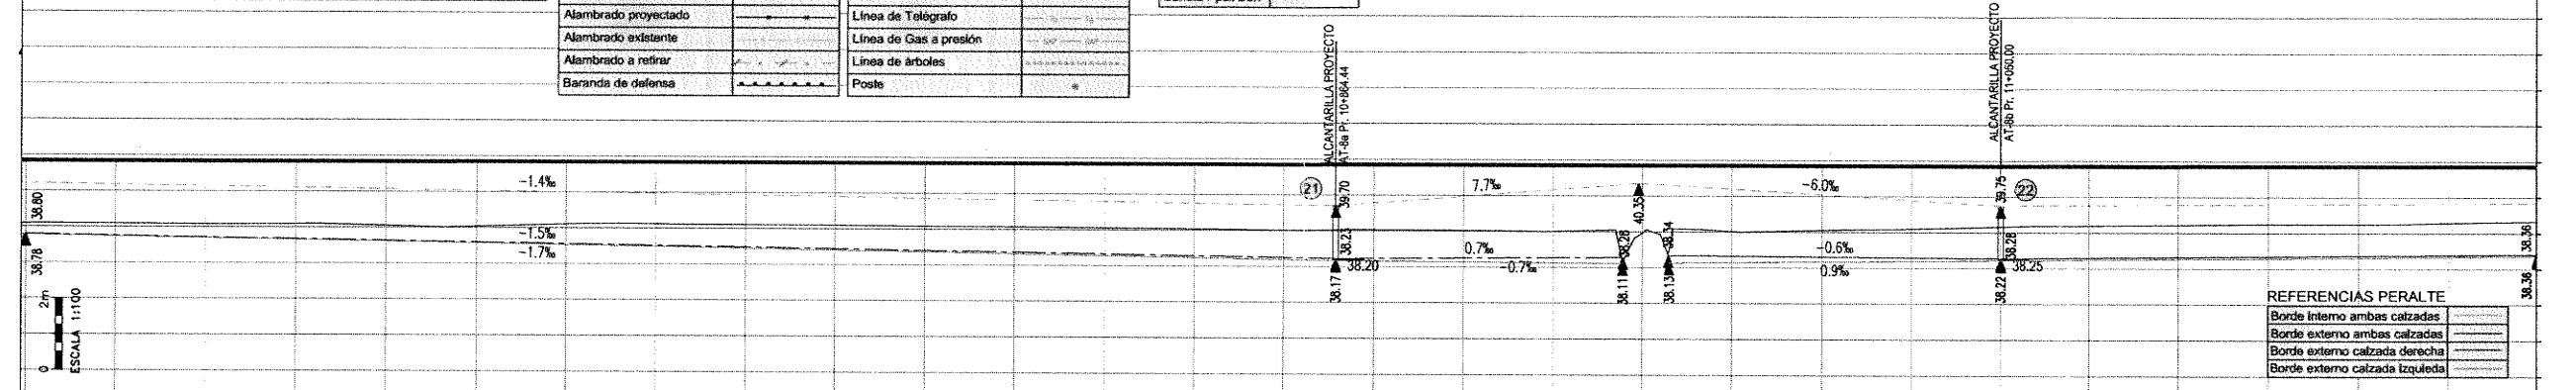 Alambrado proyectado
Alambrado existente
Alambrado a retirar
Baranda de defensa
Línea de Telégrafo
Línea de Gas a presión
Línea de árboles
Poste
ALCANTARILLA PROYECTO
AT-8a Pr. 10+864.44
ALCANTARILLA PROYECTO
AT-8b Pr. 11+060.00
38.80
-1.4‰
21
39.70
7.7‰
40.35
-6.0‰
39.75
22
-1.5‰
-1.7‰
38.78
38.23
38.20
38.17
0.7‰
-0.7‰
38.28
38.11
38.34
38.13
-0.6‰
0.9‰
38.28
38.25
38.22
38.36
38.36
2m
0
ESCALA 1:100
REFERENCIAS PERALTE
Borde interno ambas calzadas
Borde externo ambas calzadas
Borde externo calzada derecha
Borde externo calzada izquieda